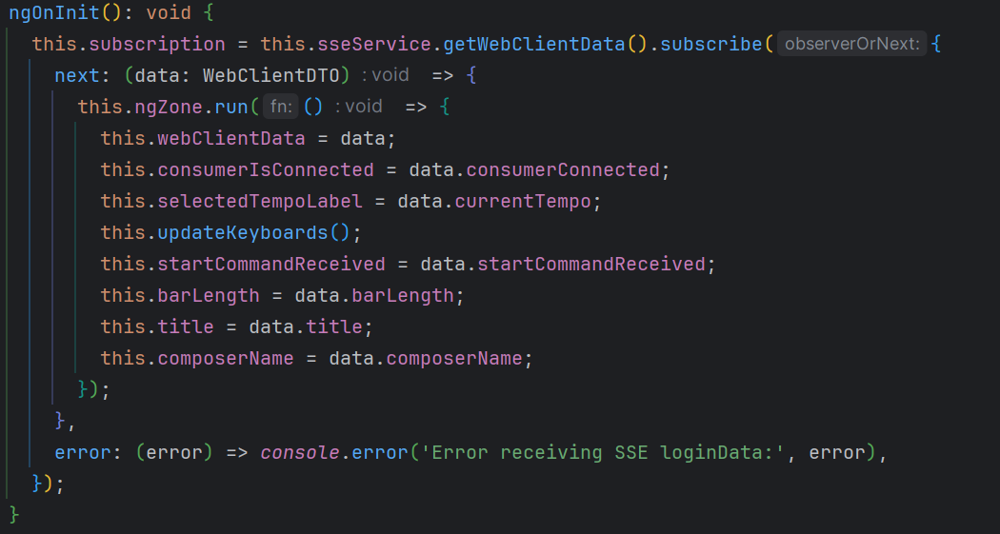 ngOnInit(): void {
  this.subscription = this.sseService.getWebClientData().subscribe( observerOrNext: {
    next: (data: WebClientDTO) : void => {
      this.ngZone.run( fn: () : void => {
        this.webClientData = data;
        this.consumerIsConnected = data.consumerConnected;
        this.selectedTempoLabel = data.currentTempo;
        this.updateKeyboards();
        this.startCommandReceived = data.startCommandReceived;
        this.barLength = data.barLength;
        this.title = data.title;
        this.composerName = data.composerName;
      });
    },
    error: (error) => console.error('Error receiving SSE loginData:', error),
  });
}